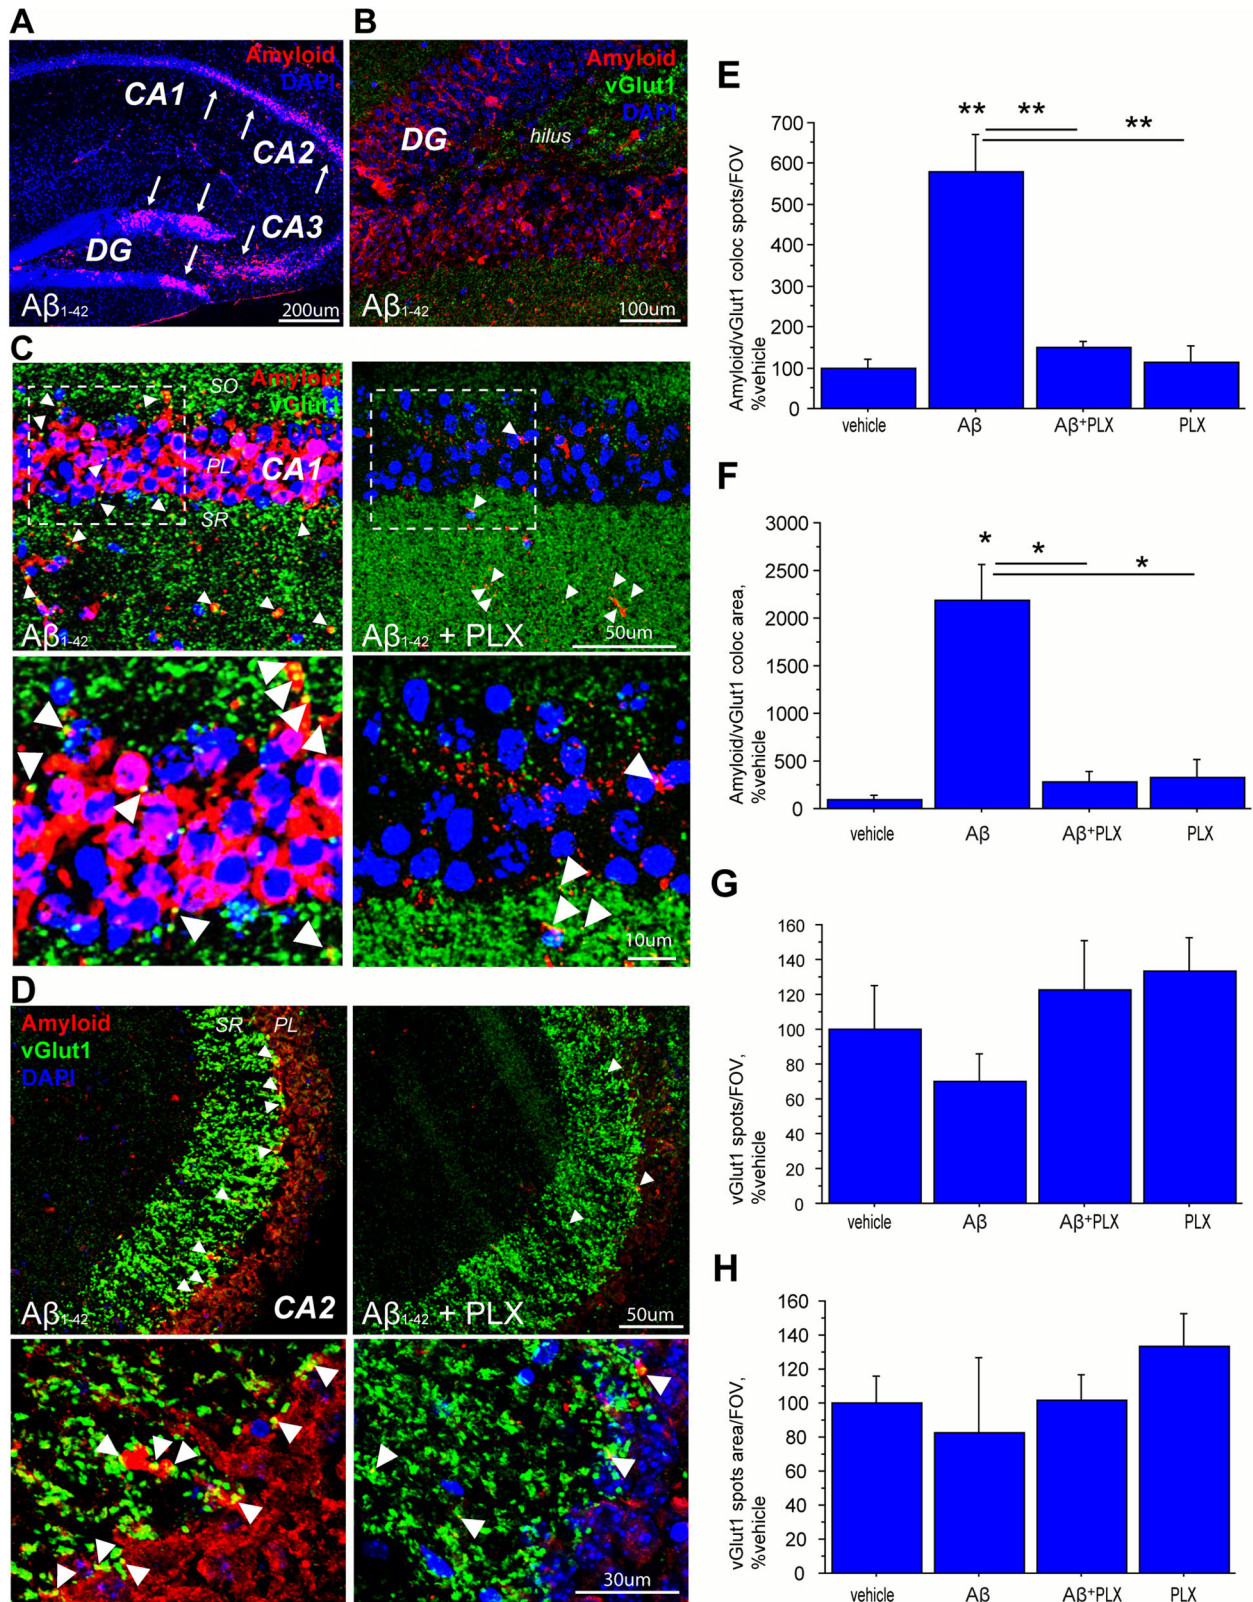 A
Amyloid
DAPI
CA1
CA2
CA3
DG
Aβ1-42
200um
B
Amyloid
vGlut1
DAPI
DG
hilus
Aβ1-42
100um
C
SO
Amyloid
vGlut1
DAPI
PL
CA1
SR
Aβ1-42
Aβ1-42 + PLX
50um
10um
D
Amyloid
vGlut1
DAPI
SR
PL
Aβ1-42
CA2
Aβ1-42 + PLX
50um
30um
E
Amyloid/vGlut1 coloc spots/FOV,
%vehicle
700
600
500
400
300
200
100
0
**
**
**
vehicle
Aβ
Aβ+PLX
PLX
F
Amyloid/vGlut1 coloc area,
%vehicle
3000
2500
2000
1500
1000
500
0
*
*
*
vehicle
Aβ
Aβ+PLX
PLX
G
vGlut1 spots/FOV,
%vehicle
160
140
120
100
80
60
40
20
0
vehicle
Aβ
Aβ+PLX
PLX
H
vGlut1 spots area/FOV,
%vehicle
160
140
120
100
80
60
40
20
0
vehicle
Aβ
Aβ+PLX
PLX